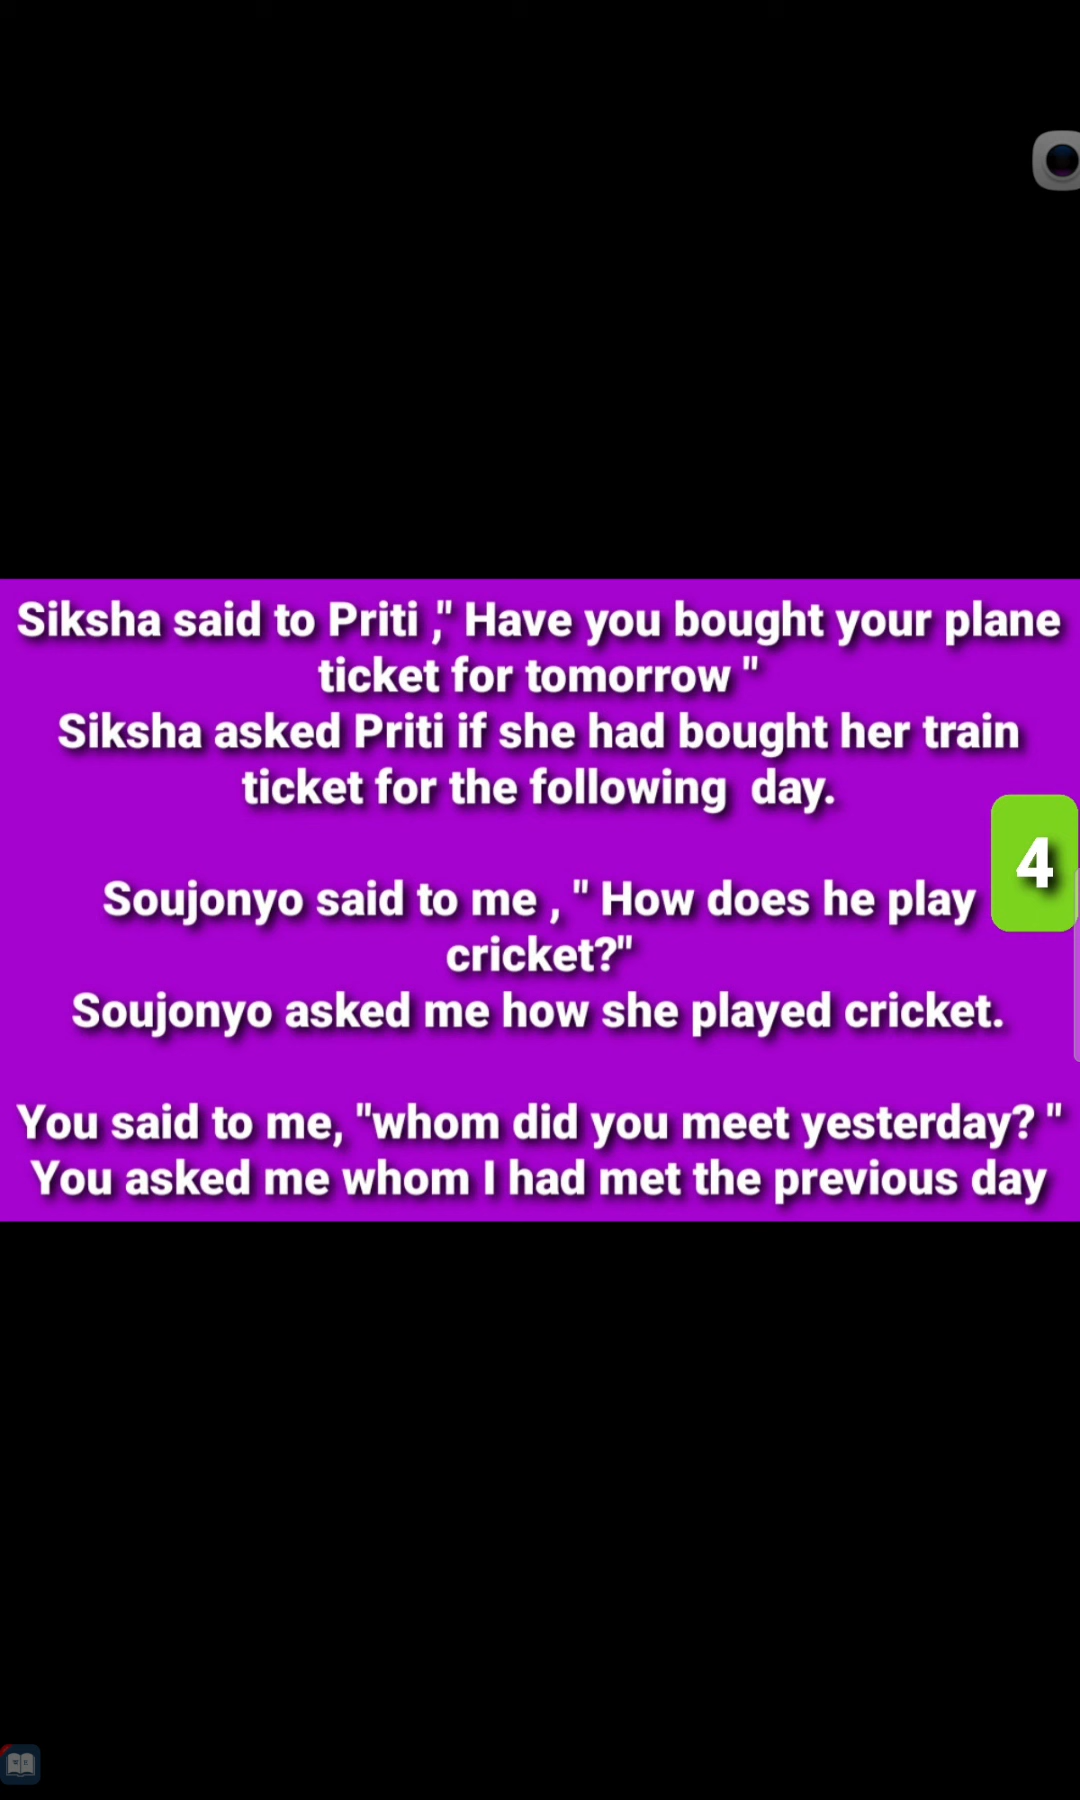 Siksha said to Priti ," Have you bought your plane
ticket for tomorrow "
Siksha asked Priti if she had bought her train
ticket for the following day.
4
Soujonyo said to me , " How does he play
cricket?"
Soujonyo asked me how she played cricket.
You said to me, "whom did you meet yesterday? "
You asked me whom I had met the previous day